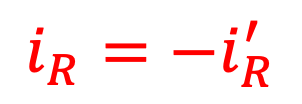 i_R = −i′_R